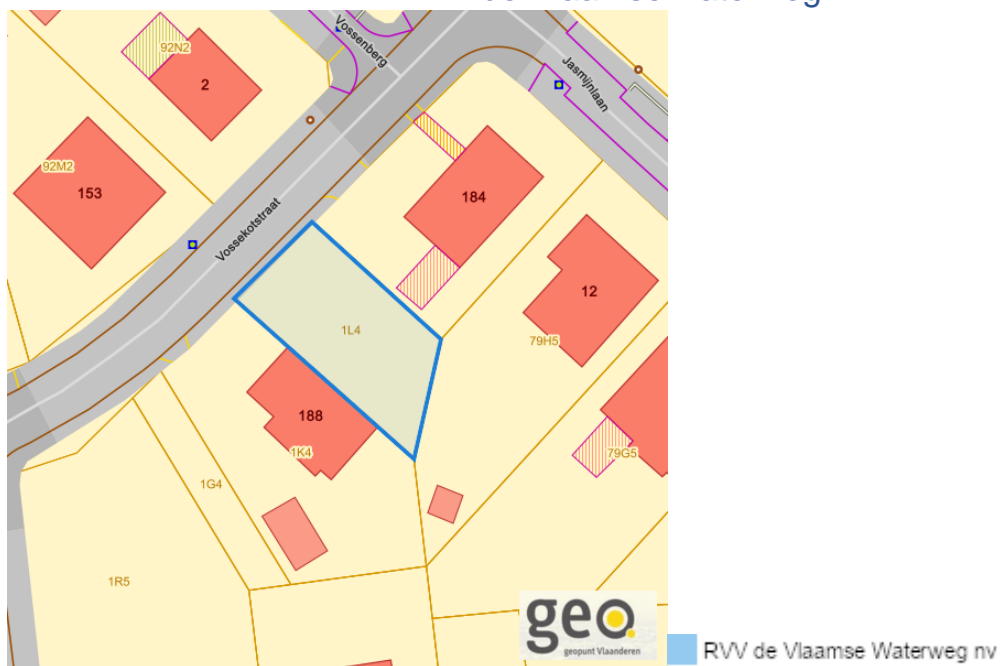 Vossenberg
92N2
2
Jasmijnlaan
92M2
153
184
Vossekotstraat
12
1L4
79H5
188
1K4
79G5
1G4
1R5
geo
geopunt Vlaanderen
RVV de Vlaamse Waterweg nv